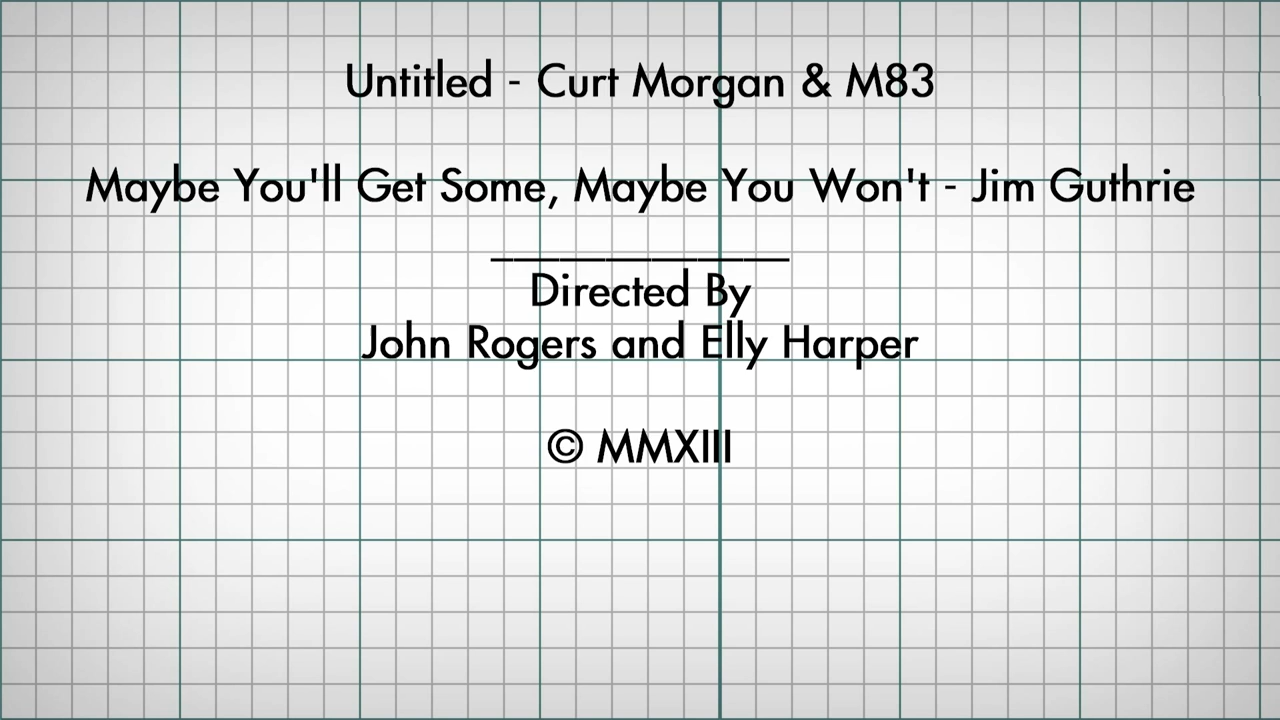 Untitled - Curt Morgan & M83
Maybe You'll Get Some, Maybe You Won't - Jim Guthrie
_____________
Directed By
John Rogers and Elly Harper
© MMXIII